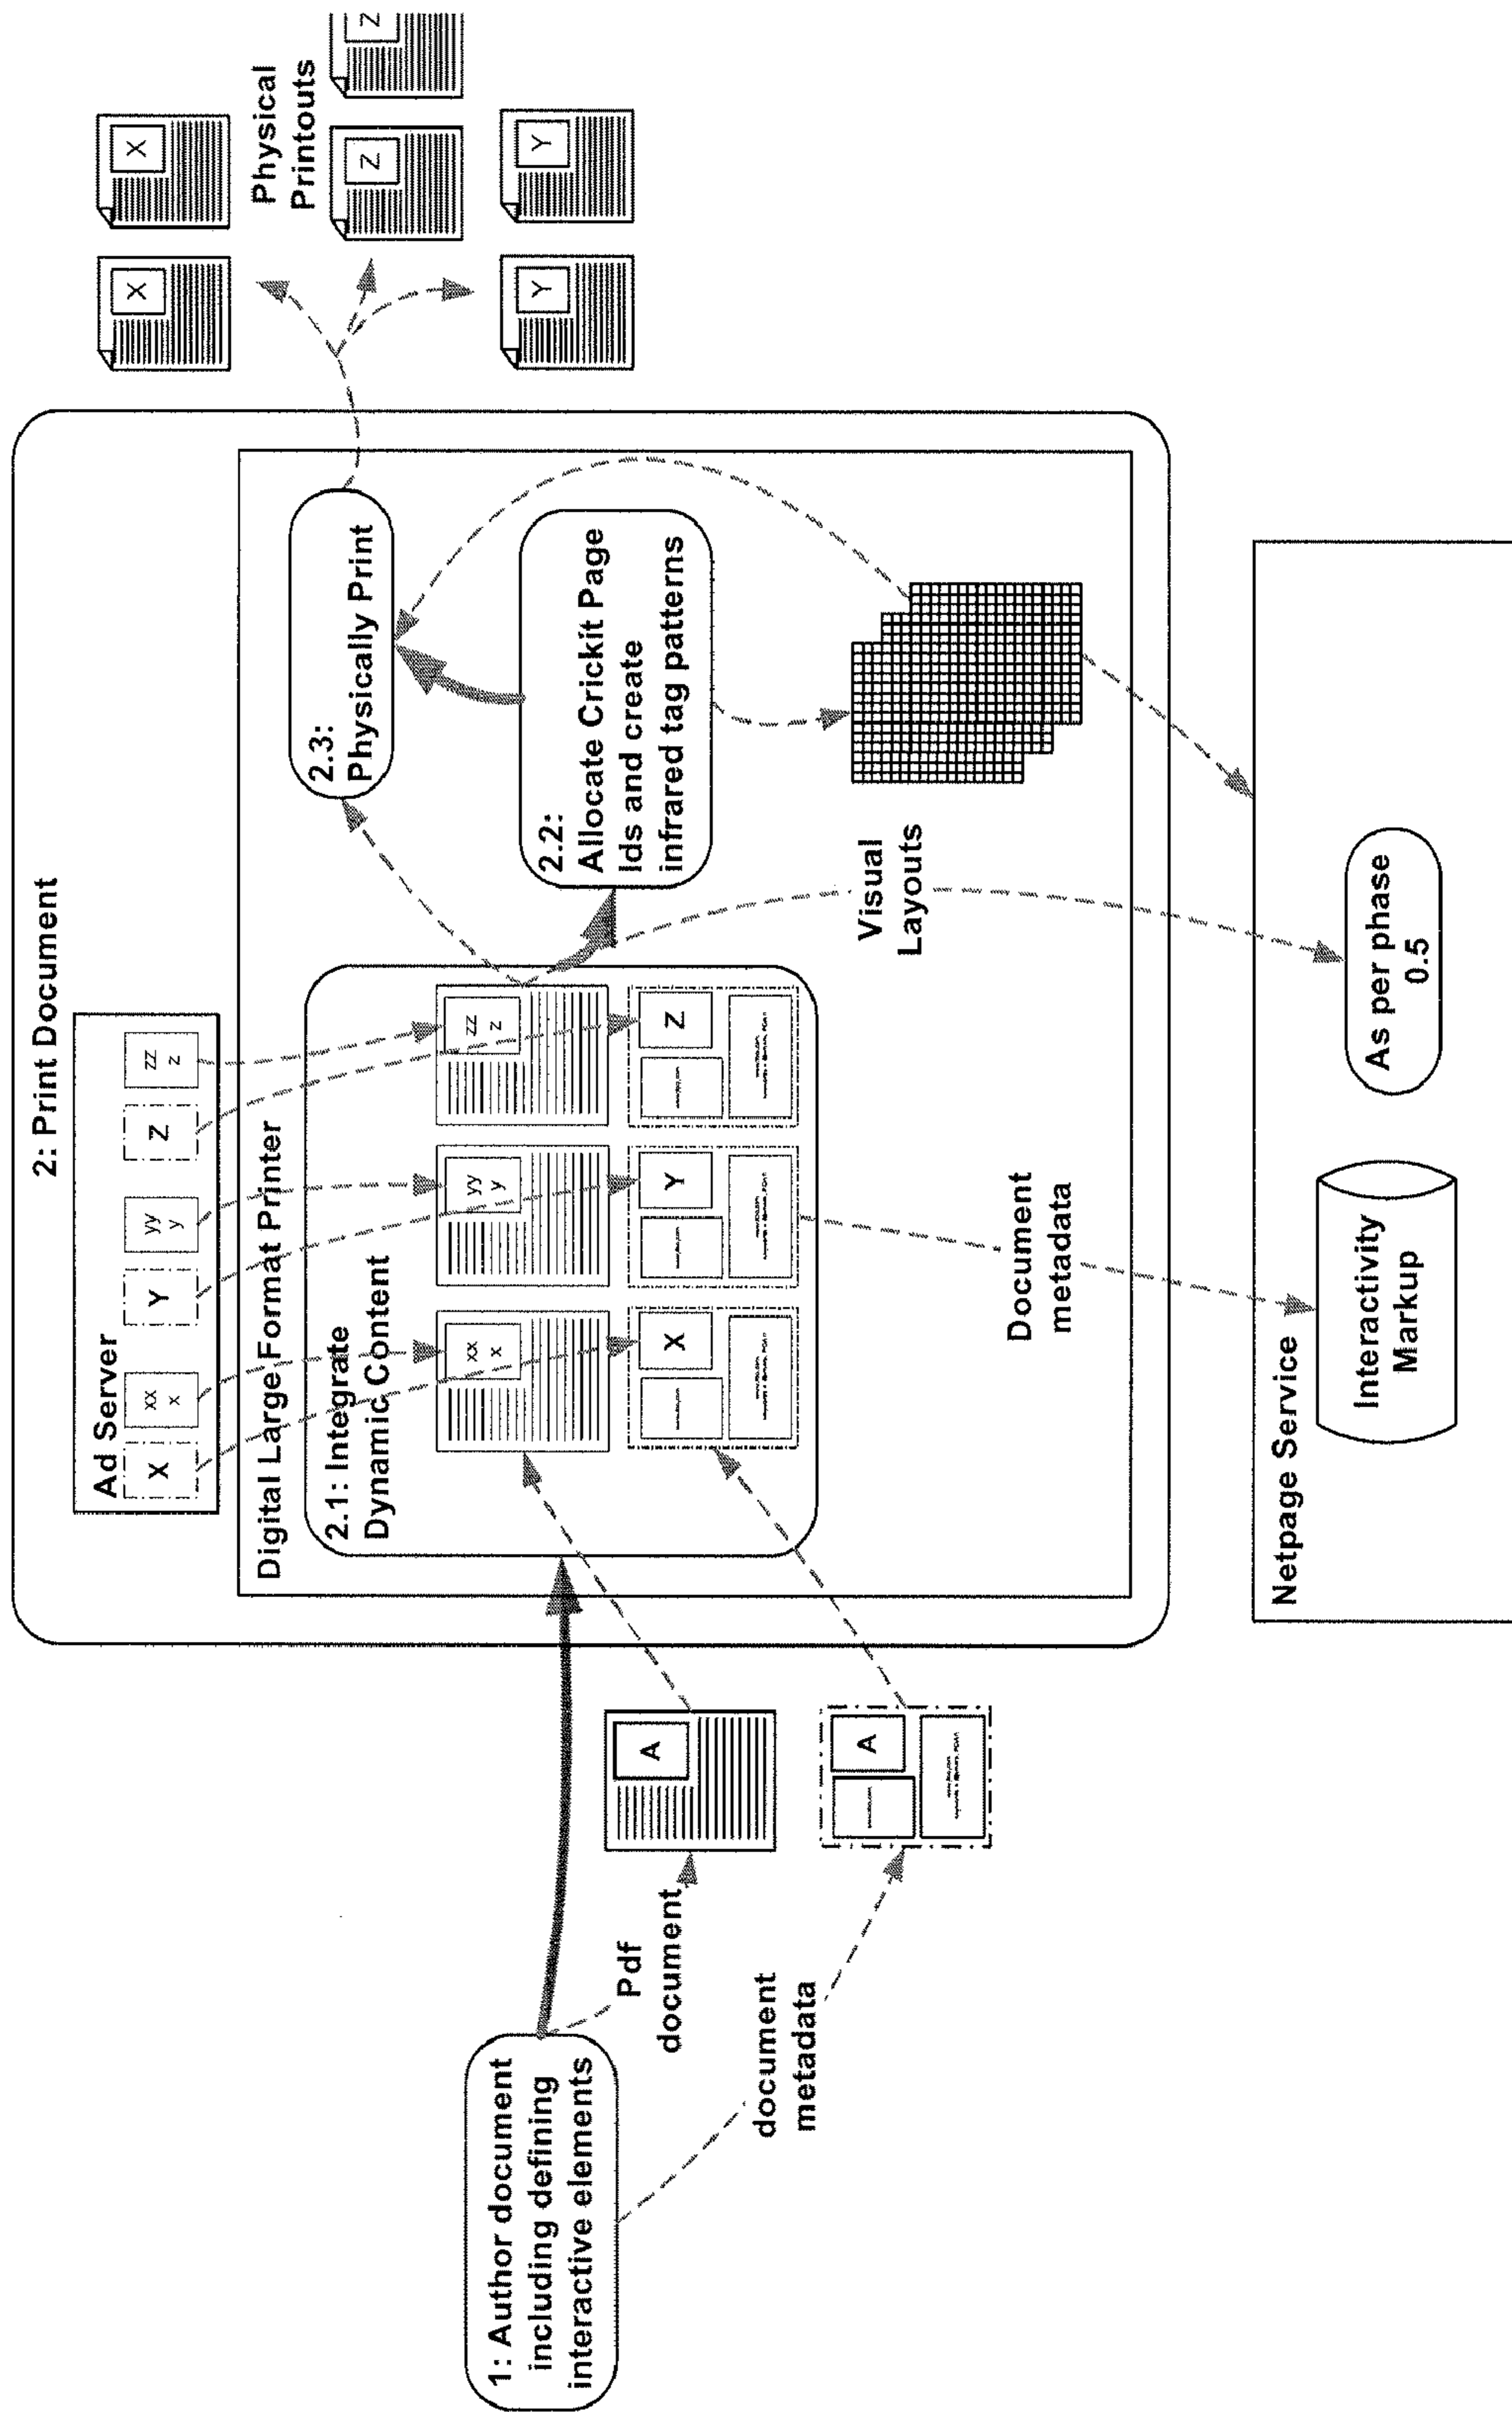 2: Print Document
Ad Server
X
xx
x
Y
yy
y
Z
zz
z
Digital Large Format Printer
2.1: Integrate
Dynamic Content
xx
x
yy
y
zz
z
X
Y
Z
2.2:
Allocate Crickit Page
Ids and create
infrared tag patterns
2.3:
Physically Print
Physical
Printouts
X
X
Z
Z
Y
Y
1: Author document
including defining
interactive elements
Pdf
document
document
metadata
A
A
Visual
Layouts
Document
metadata
Netpage Service
Interactivity
Markup
As per phase
0.5